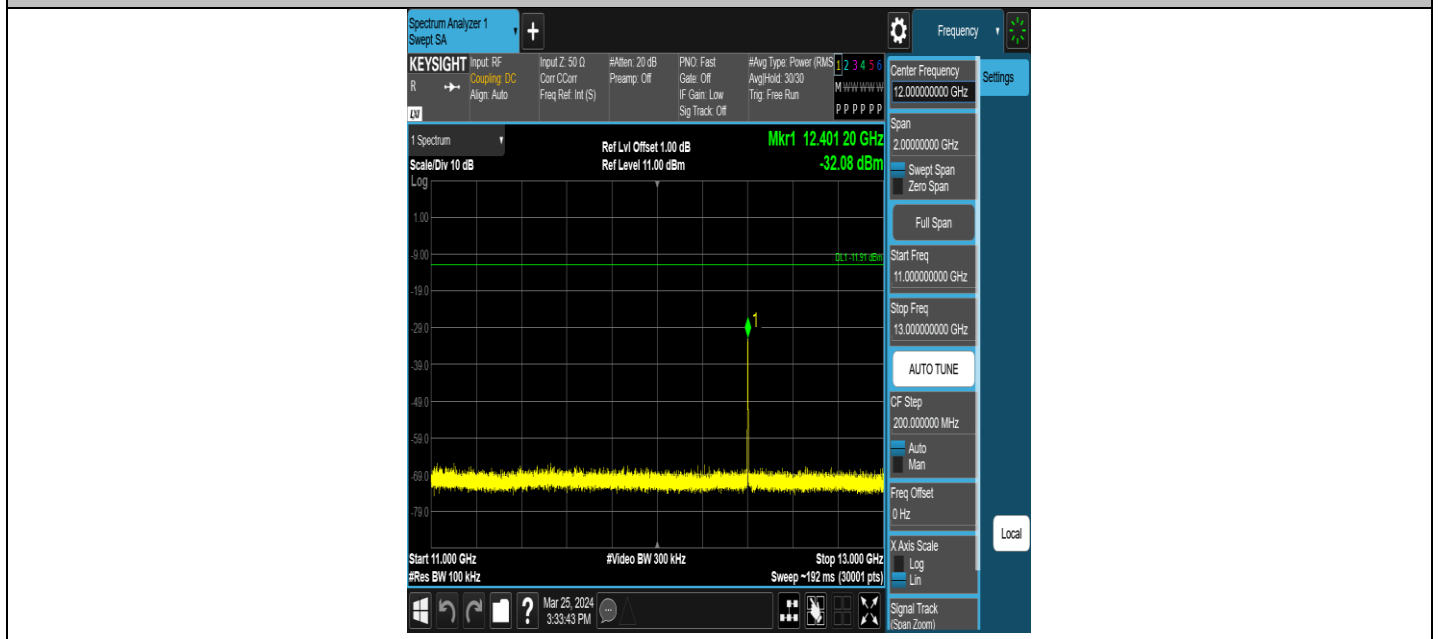 Spectrum Analyzer 1
Swept SA
+
Frequency
KEYSIGHT
R
LXI
Input: RF
Coupling: DC
Align: Auto
Input Z: 50 Ω
Corr CCorr
Freq Ref: Int (S)
#Atten: 20 dB
Preamp: Off
PNO: Fast
Gate: Off
IF Gain: Low
Sig Track: Off
#Avg Type: Power (RMS
Avg|Hold: 30/30
Trig: Free Run
1 2 3 4 5 6
M W W W W W
P P P P P P
1 Spectrum
Scale/Div 10 dB
Log
Ref Lvl Offset 1.00 dB
Ref Level 11.00 dBm
Mkr1 12.401 20 GHz
-32.08 dBm
1.00
-9.00
DL1 -11.91 dBm
-19.0
-29.0
1
-39.0
-49.0
-59.0
-69.0
-79.0
Start 11.000 GHz
#Res BW 100 kHz
#Video BW 300 kHz
Stop 13.000 GHz
Sweep ~192 ms (30001 pts)
Center Frequency
12.00000000 GHz
Settings
Span
2.00000000 GHz
Swept Span
Zero Span
Full Span
Start Freq
11.000000000 GHz
Stop Freq
13.000000000 GHz
AUTO TUNE
CF Step
200.000000 MHz
Auto
Man
Freq Offset
0 Hz
X Axis Scale
Log
Lin
Signal Track
(Span Zoom)
Local
?
Mar 25, 2024
3:33:43 PM